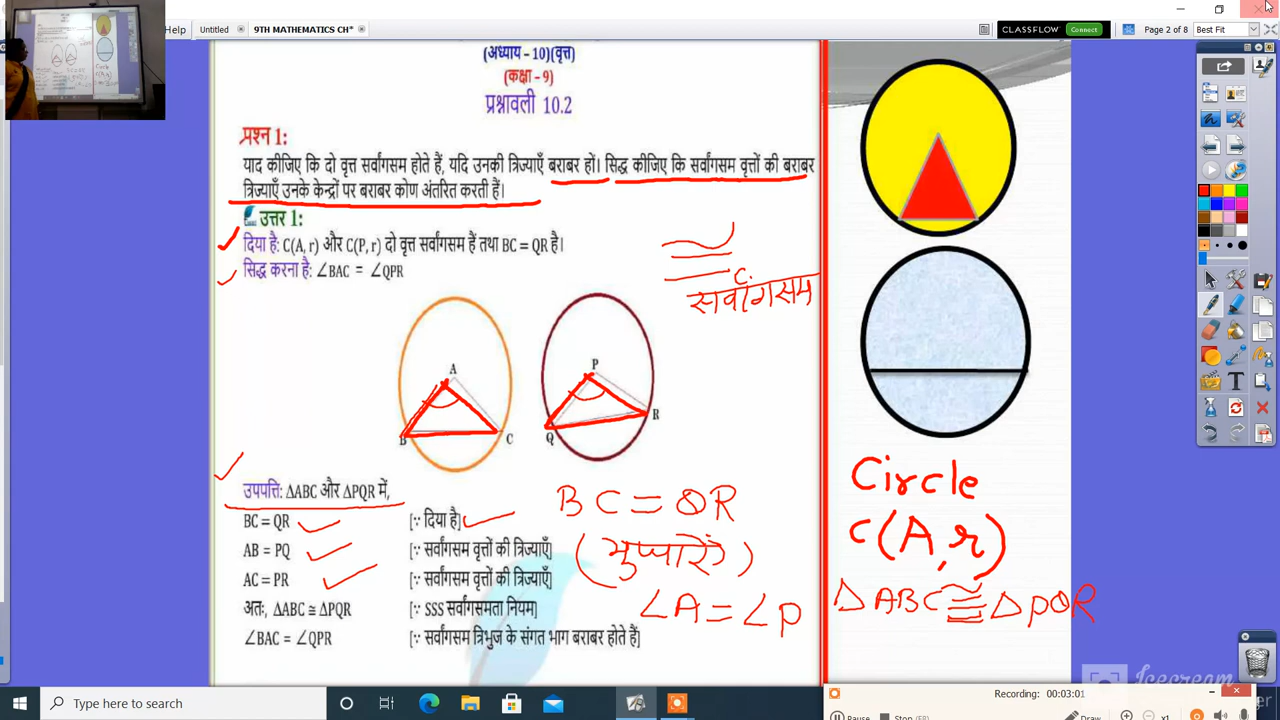 Help
Untitled
9TH MATHEMATICS CH*
CLASSFLOW
Connect
Page 2 of 8
Best Fit
(अध्याय - 10)(वृत्त)
(कक्षा - 9)
प्रश्नावली 10.2
प्रश्न 1:
याद कीजिए कि दो वृत्त सर्वांगसम होते हैं, यदि उनकी त्रिज्याएँ बराबर हों। सिद्ध कीजिए कि सर्वांगसम वृत्तों की बराबर
त्रिज्याएँ उनके केन्द्रों पर बराबर कोण अंतरित करती हैं।
उत्तर 1:
दिया है: C(A, r) और C(P, r) दो वृत्त सर्वांगसम हैं तथा BC = QR है।
सिद्ध करना है: ∠BAC = ∠QPR
सर्वांगसम
A
P
B
C
Q
R
उपपत्ति: ΔABC और ΔPQR में,
BC = QR [∵ दिया है]
AB = PQ [∵ सर्वांगसम वृत्तों की त्रिज्याएँ]
AC = PR [∵ सर्वांगसम वृत्तों की त्रिज्याएँ]
अतः, ΔABC ≅ ΔPQR [∵ SSS सर्वांगसमता नियम]
∠BAC = ∠QPR [∵ सर्वांगसम त्रिभुज के संगत भाग बराबर होते हैं]
BC = QR
∠A = ∠P
Circle
C(A, r)
ΔABC ≅ ΔPQR
Recording: 00:03:01
Pause
Stop (F8)
Draw
x1
Icecream
Type here to search